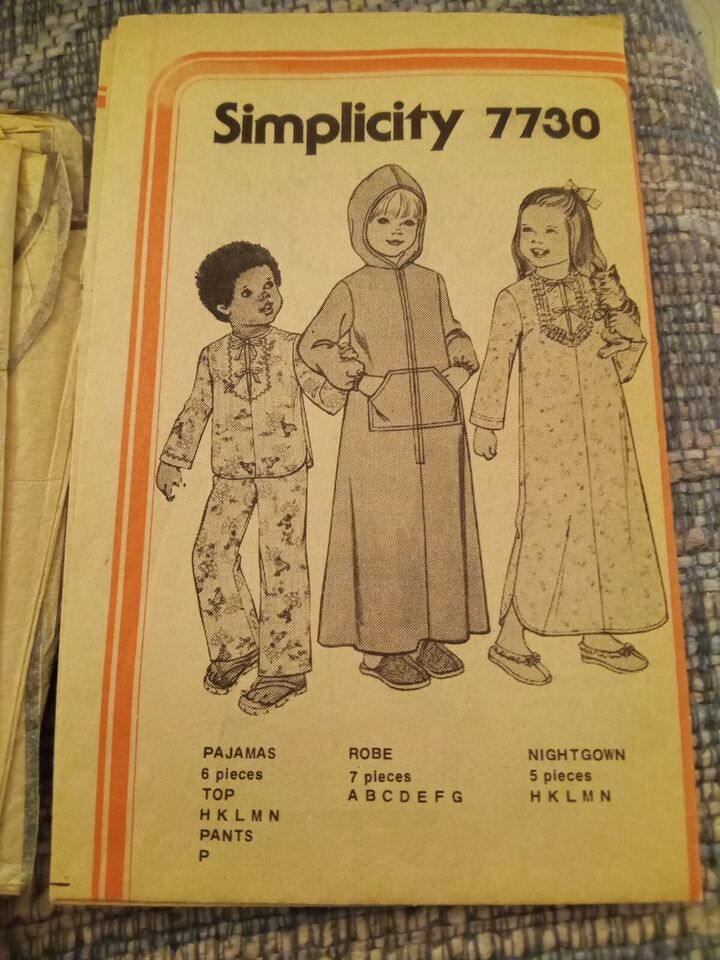 Simplicity 7730
PAJAMAS
6 pieces
TOP
H K L M N
PANTS
P
ROBE
7 pieces
A B C D E F G
NIGHTGOWN
5 pieces
H K L M N